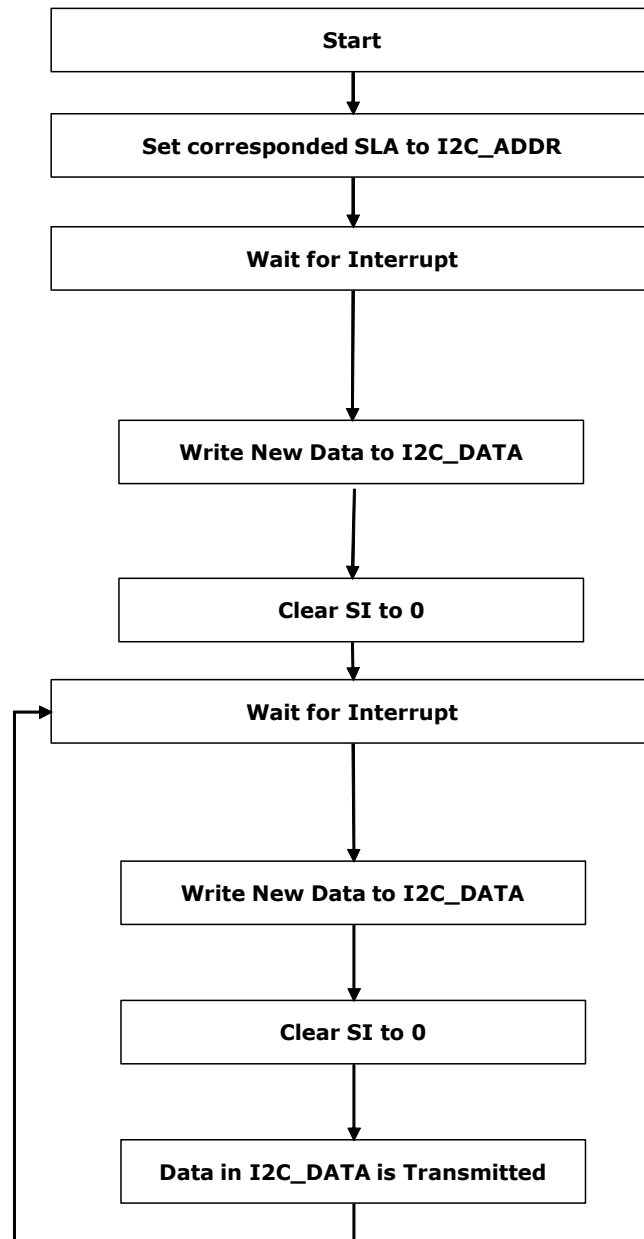 Start
Set corresponded SLA to I2C_ADDR
Wait for Interrupt
Write New Data to I2C_DATA
Clear SI to 0
Wait for Interrupt
Write New Data to I2C_DATA
Clear SI to 0
Data in I2C_DATA is Transmitted